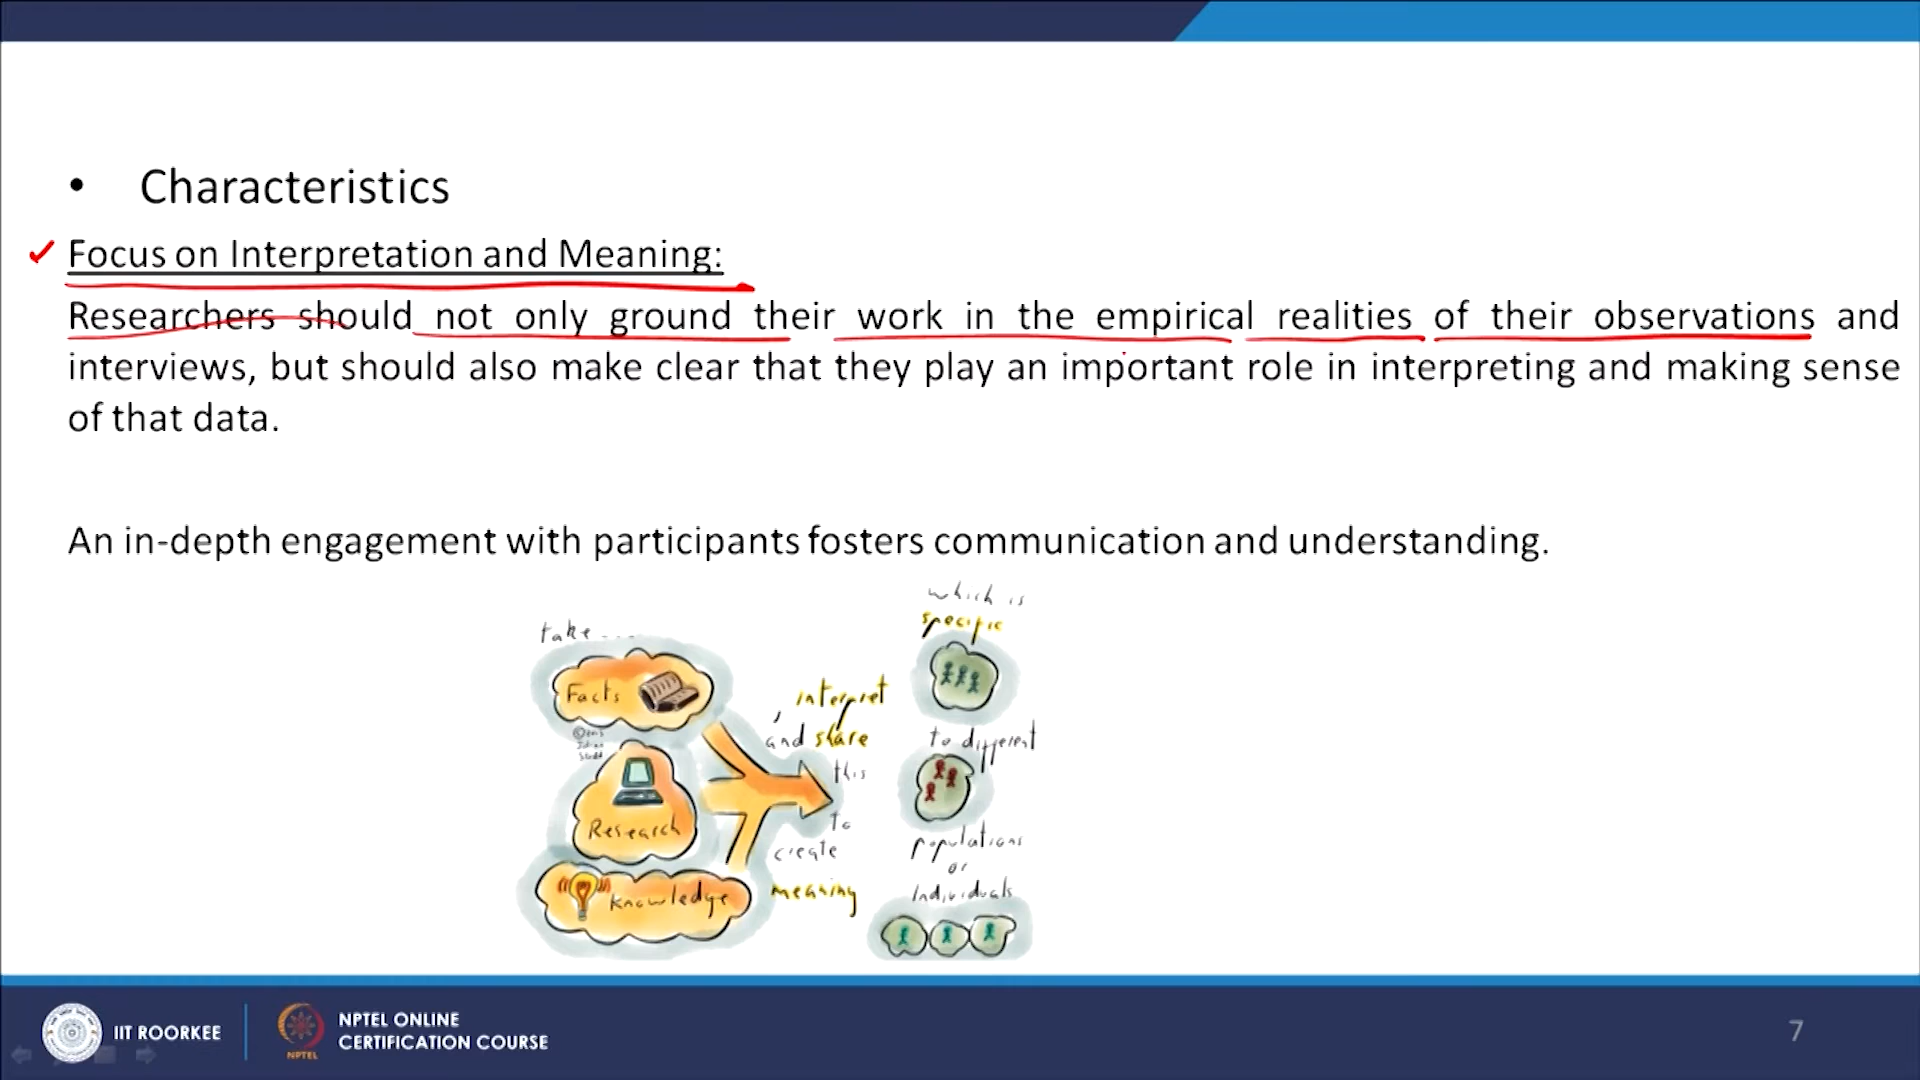 • Characteristics
Focus on Interpretation and Meaning:
Researchers should not only ground their work in the empirical realities of their observations and
interviews, but should also make clear that they play an important role in interpreting and making sense
of that data.
An in-depth engagement with participants fosters communication and understanding.
take....
Facts
Research
Knowledge
, interpret
and share
this
to
create
meaning
which is
specific
to different
populations
or
Individuals
IIT ROORKEE
NPTEL
NPTEL ONLINE
CERTIFICATION COURSE
7